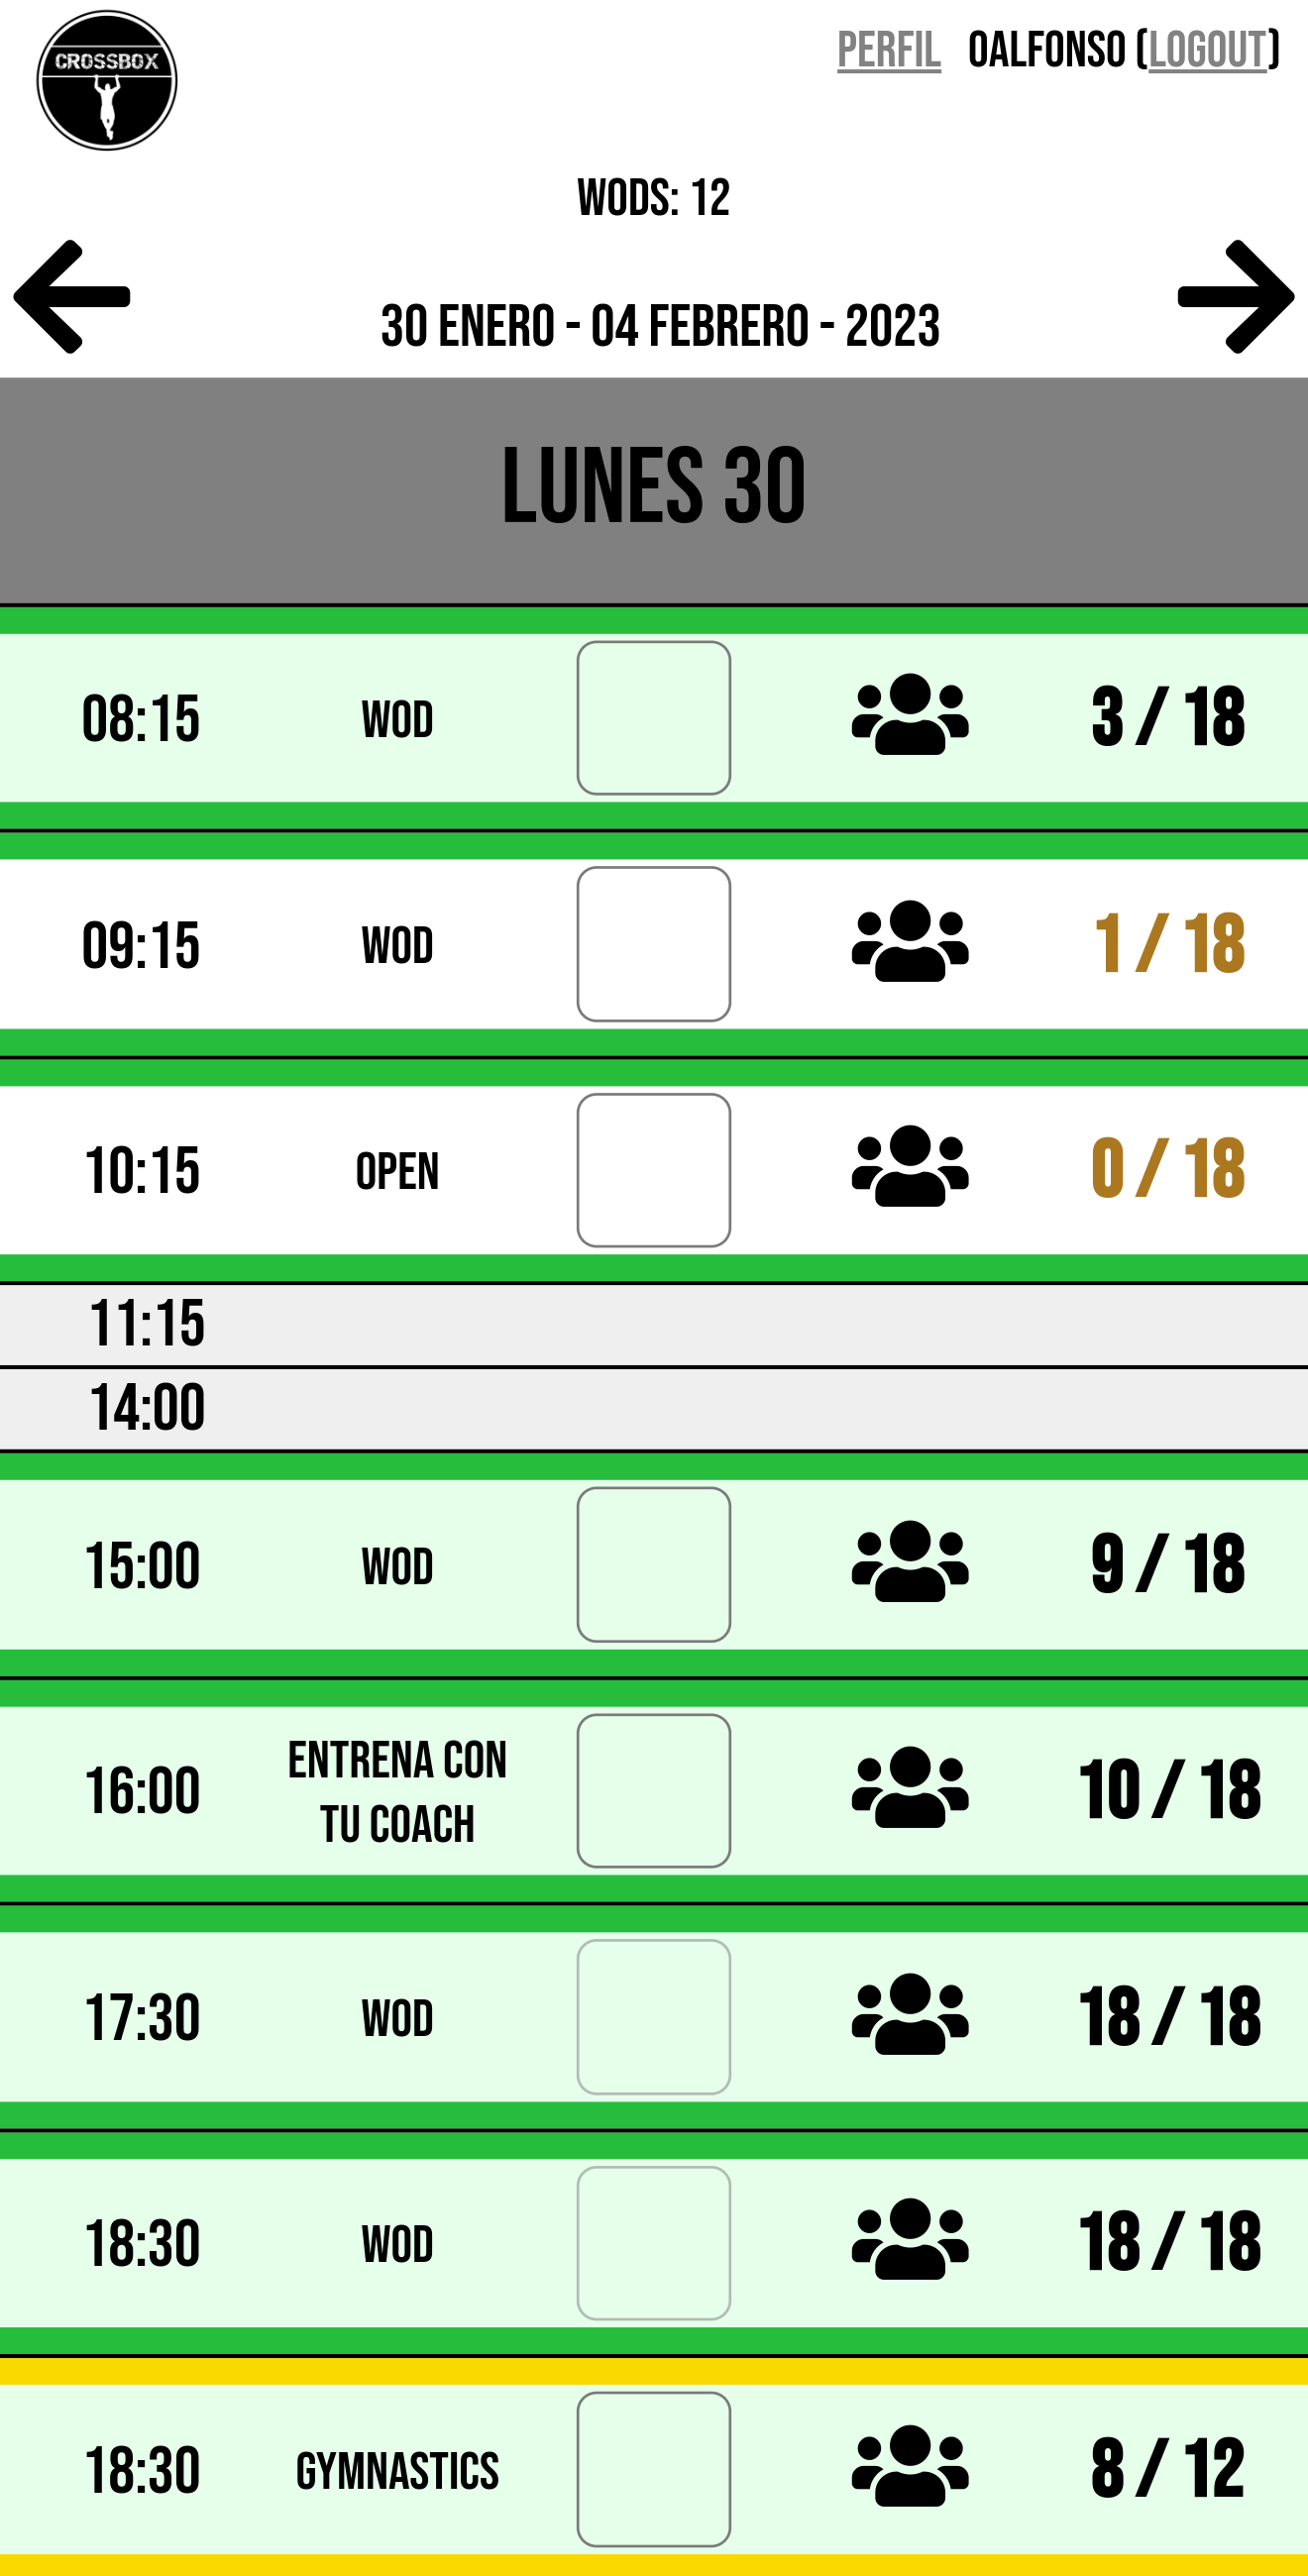 CROSSBOX
PERFIL OALFONSO (LOGOUT)
WODS: 12
30 ENERO - 04 FEBRERO - 2023
LUNES 30
08:15 WOD 3 / 18
09:15 WOD 1 / 18
10:15 OPEN 0 / 18
11:15
14:00
15:00 WOD 9 / 18
16:00 ENTRENA CON
TU COACH 10 / 18
17:30 WOD 18 / 18
18:30 WOD 18 / 18
18:30 GYMNASTICS 8 / 12